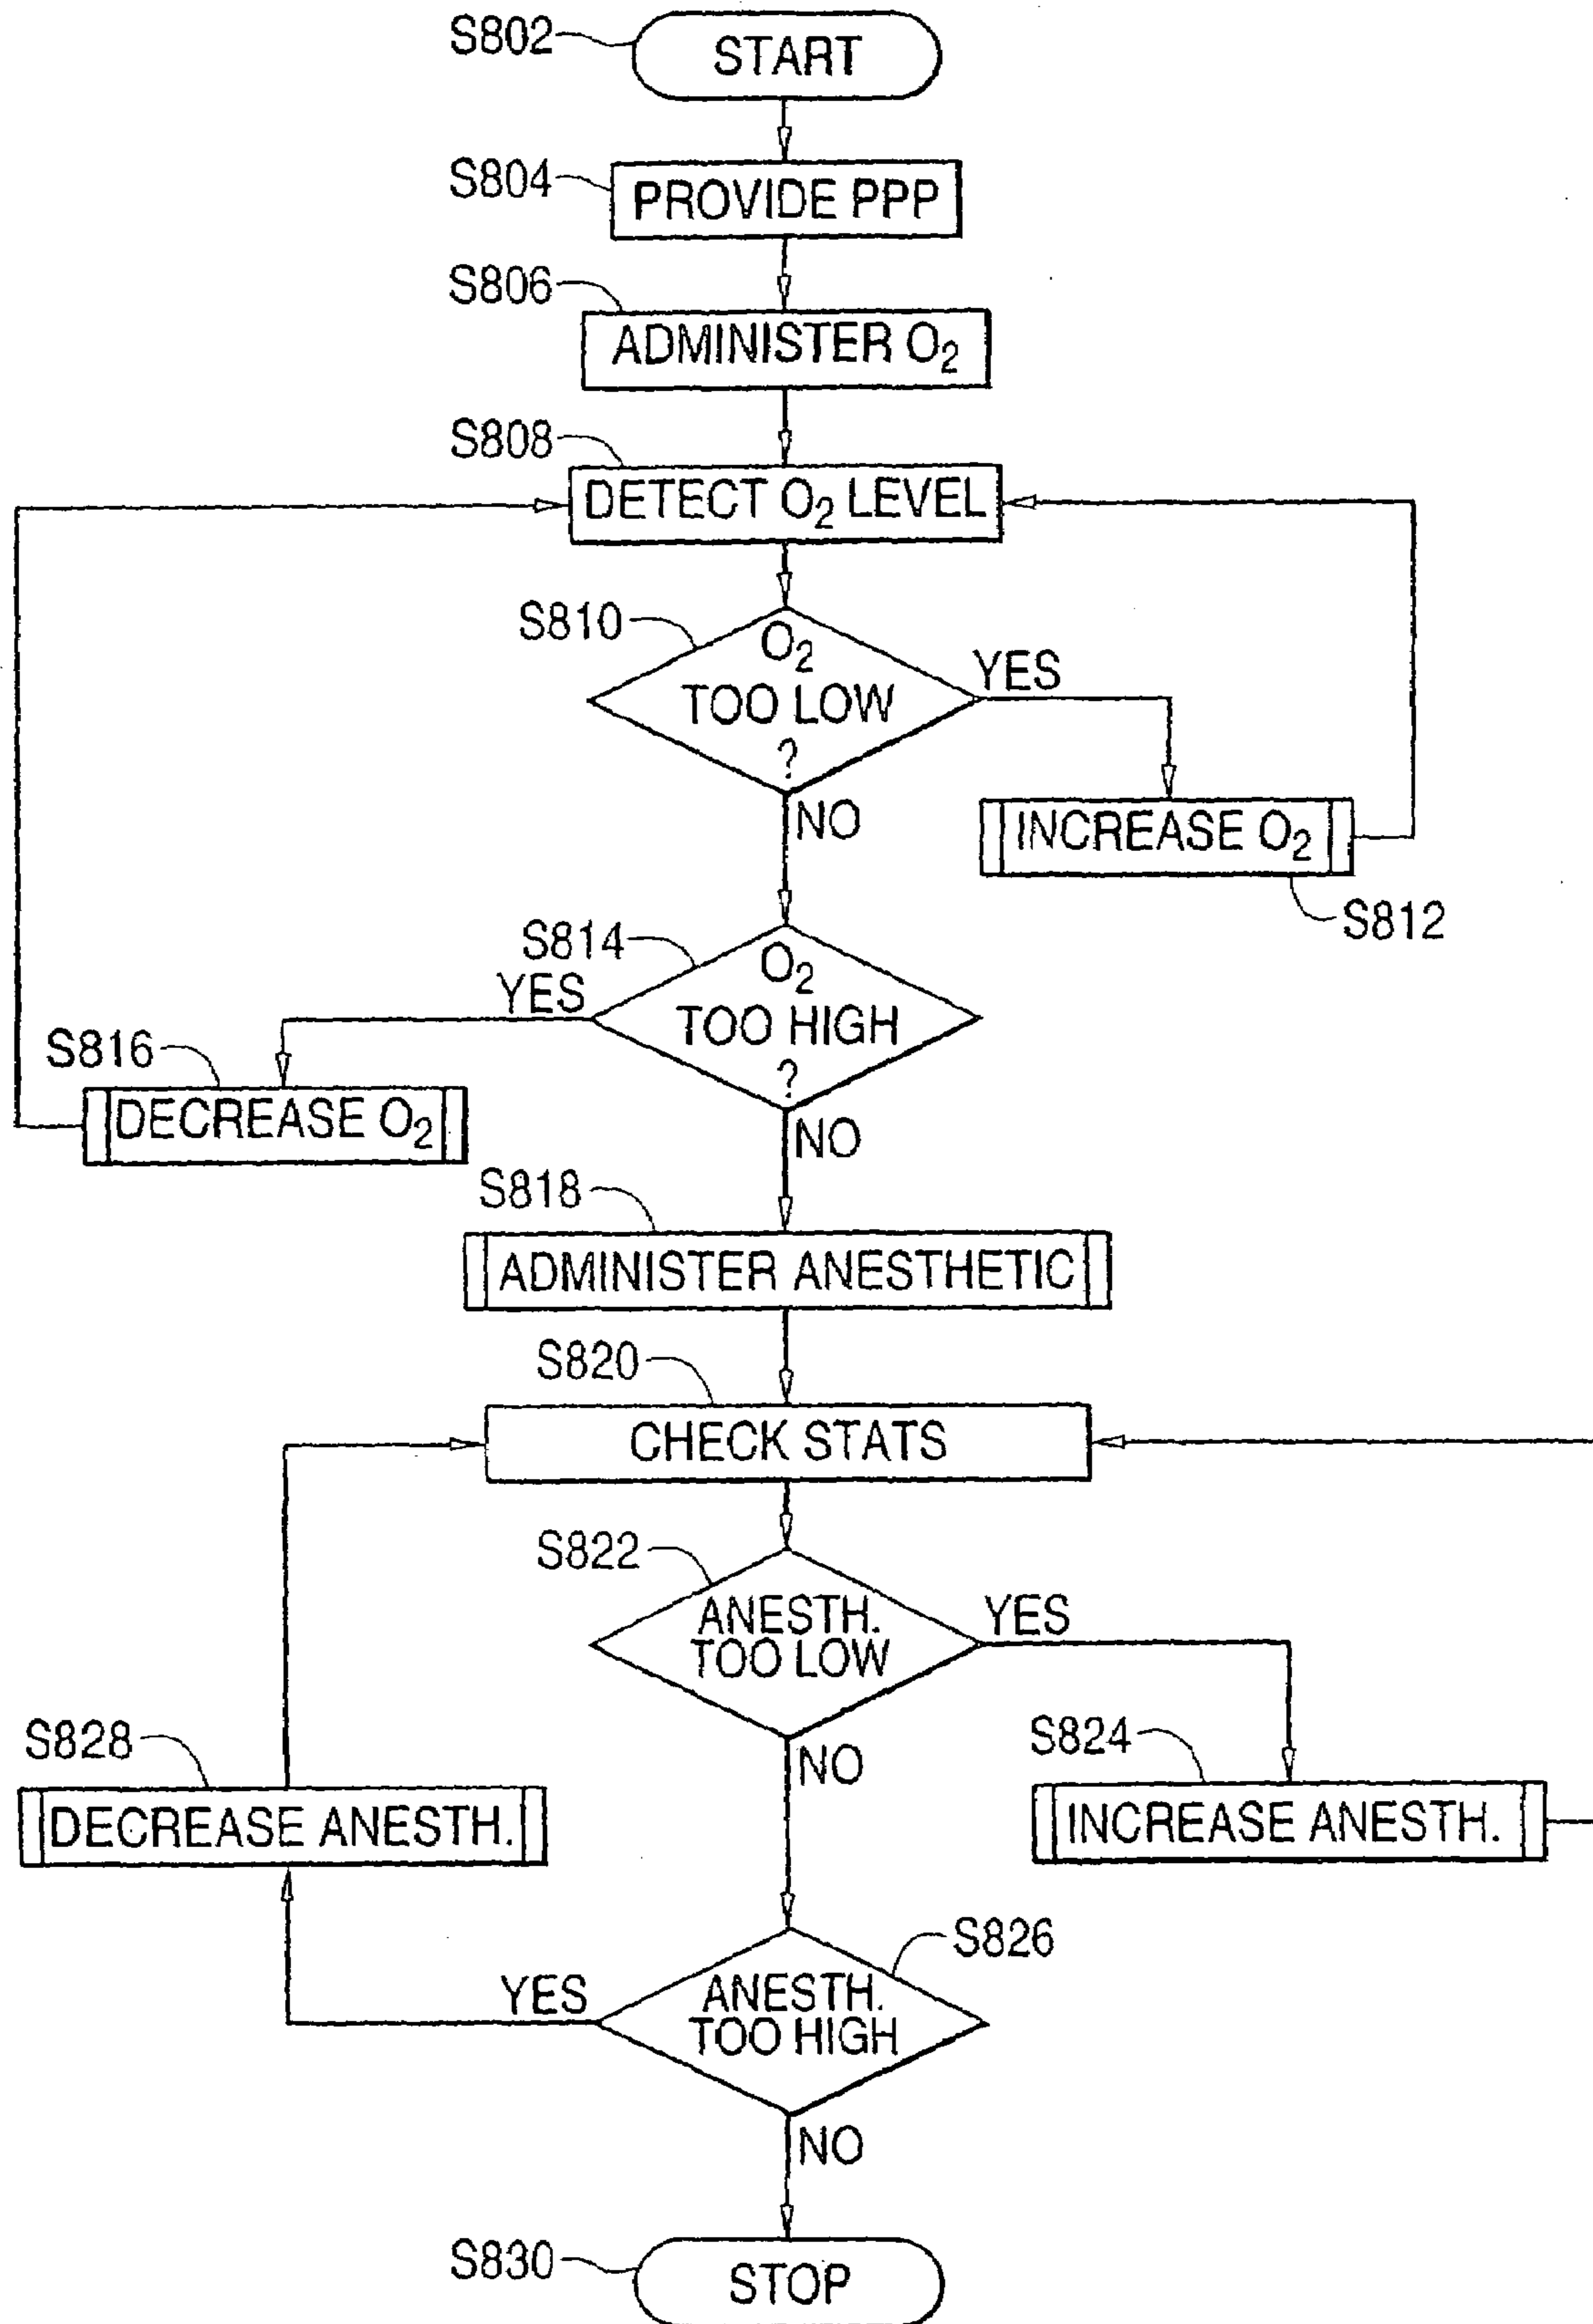 S802
START
S804
PROVIDE PPP
S806
ADMINISTER O₂
S808
DETECT O₂ LEVEL
S810
O₂
TOO LOW
?
YES
NO
INCREASE O₂
S812
S814
O₂
TOO HIGH
?
YES
NO
S816
DECREASE O₂
S818
ADMINISTER ANESTHETIC
S820
CHECK STATS
S822
ANESTH.
TOO LOW
YES
NO
S824
INCREASE ANESTH.
S828
DECREASE ANESTH.
S826
ANESTH.
TOO HIGH
YES
NO
S830
STOP